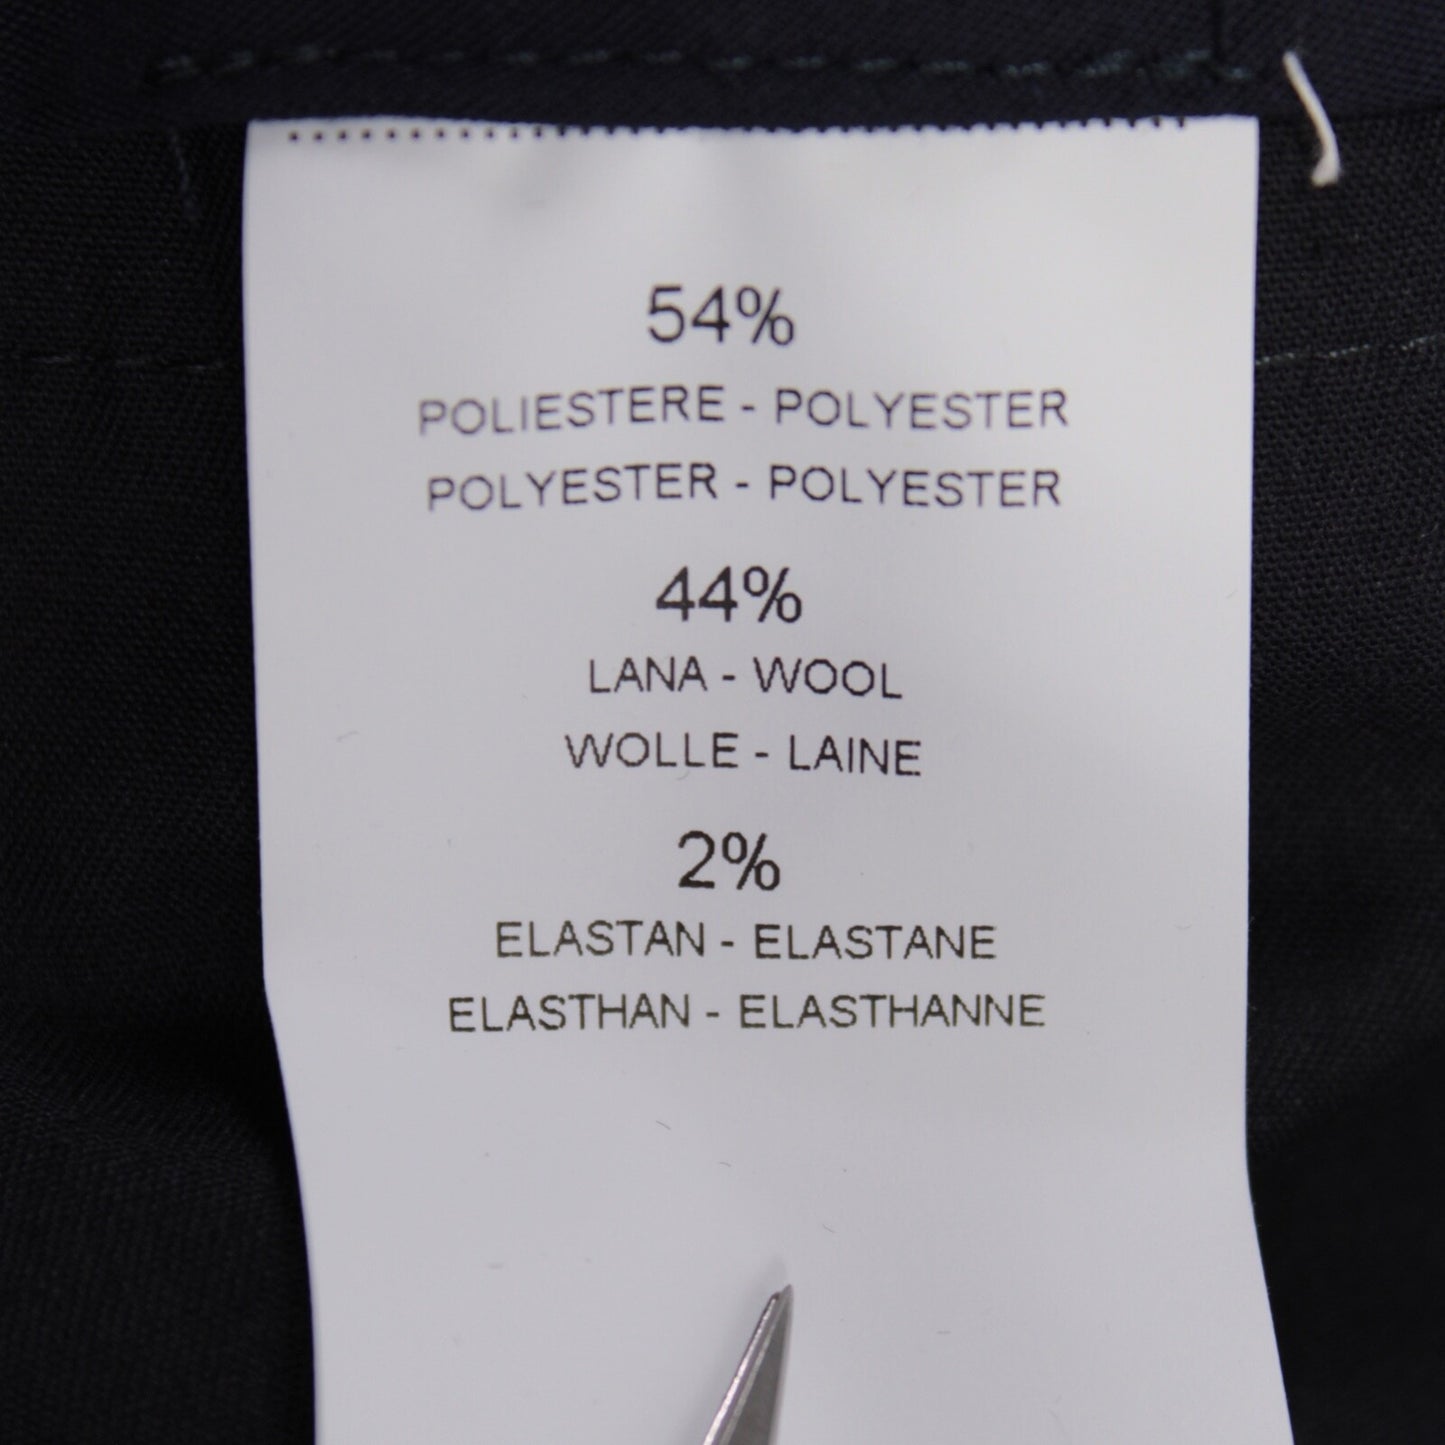 54%
POLIESTERE - POLYESTER
POLYESTER - POLYESTER
44%
LANA - WOOL
WOLLE - LAINE
2%
ELASTAN - ELASTANE
ELASTHAN - ELASTHANNE